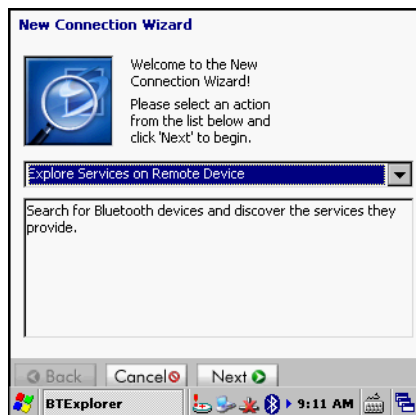 New Connection Wizard
Welcome to the New
Connection Wizard!
Please select an action
from the list below and
click 'Next' to begin.
Explore Services on Remote Device
Search for Bluetooth devices and discover the services they
provide.
Back Cancel Next
BTExplorer 9:11 AM